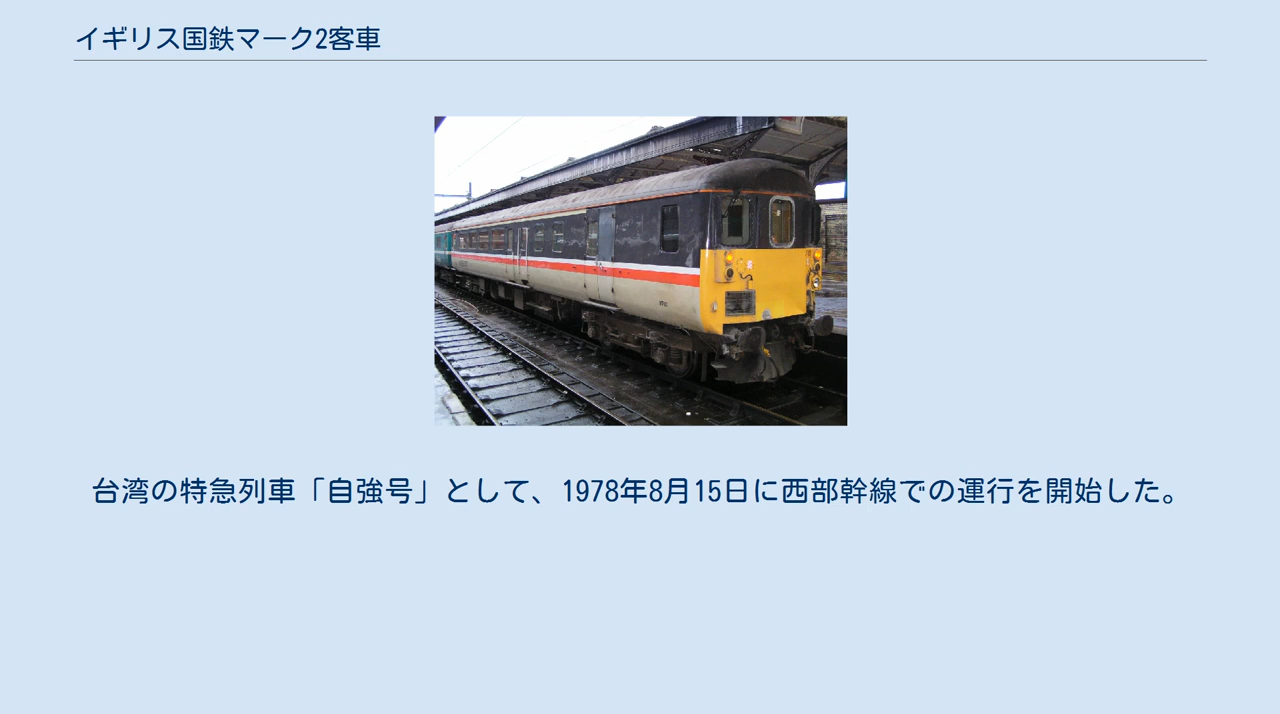 イギリス国鉄マーク2客車
台湾の特急列車「自強号」として、1978年8月15日に西部幹線での運行を開始した。